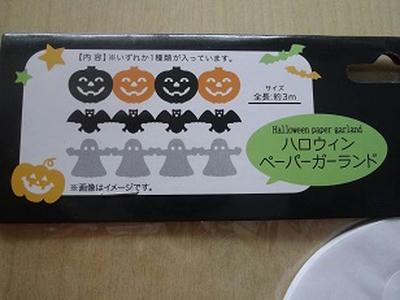 【内容】※いずれか1種類が入っています。
サイズ
全長:約3m
Halloween paper garland
ハロウィン
ペーパーガーランド
※画像はイメージです。